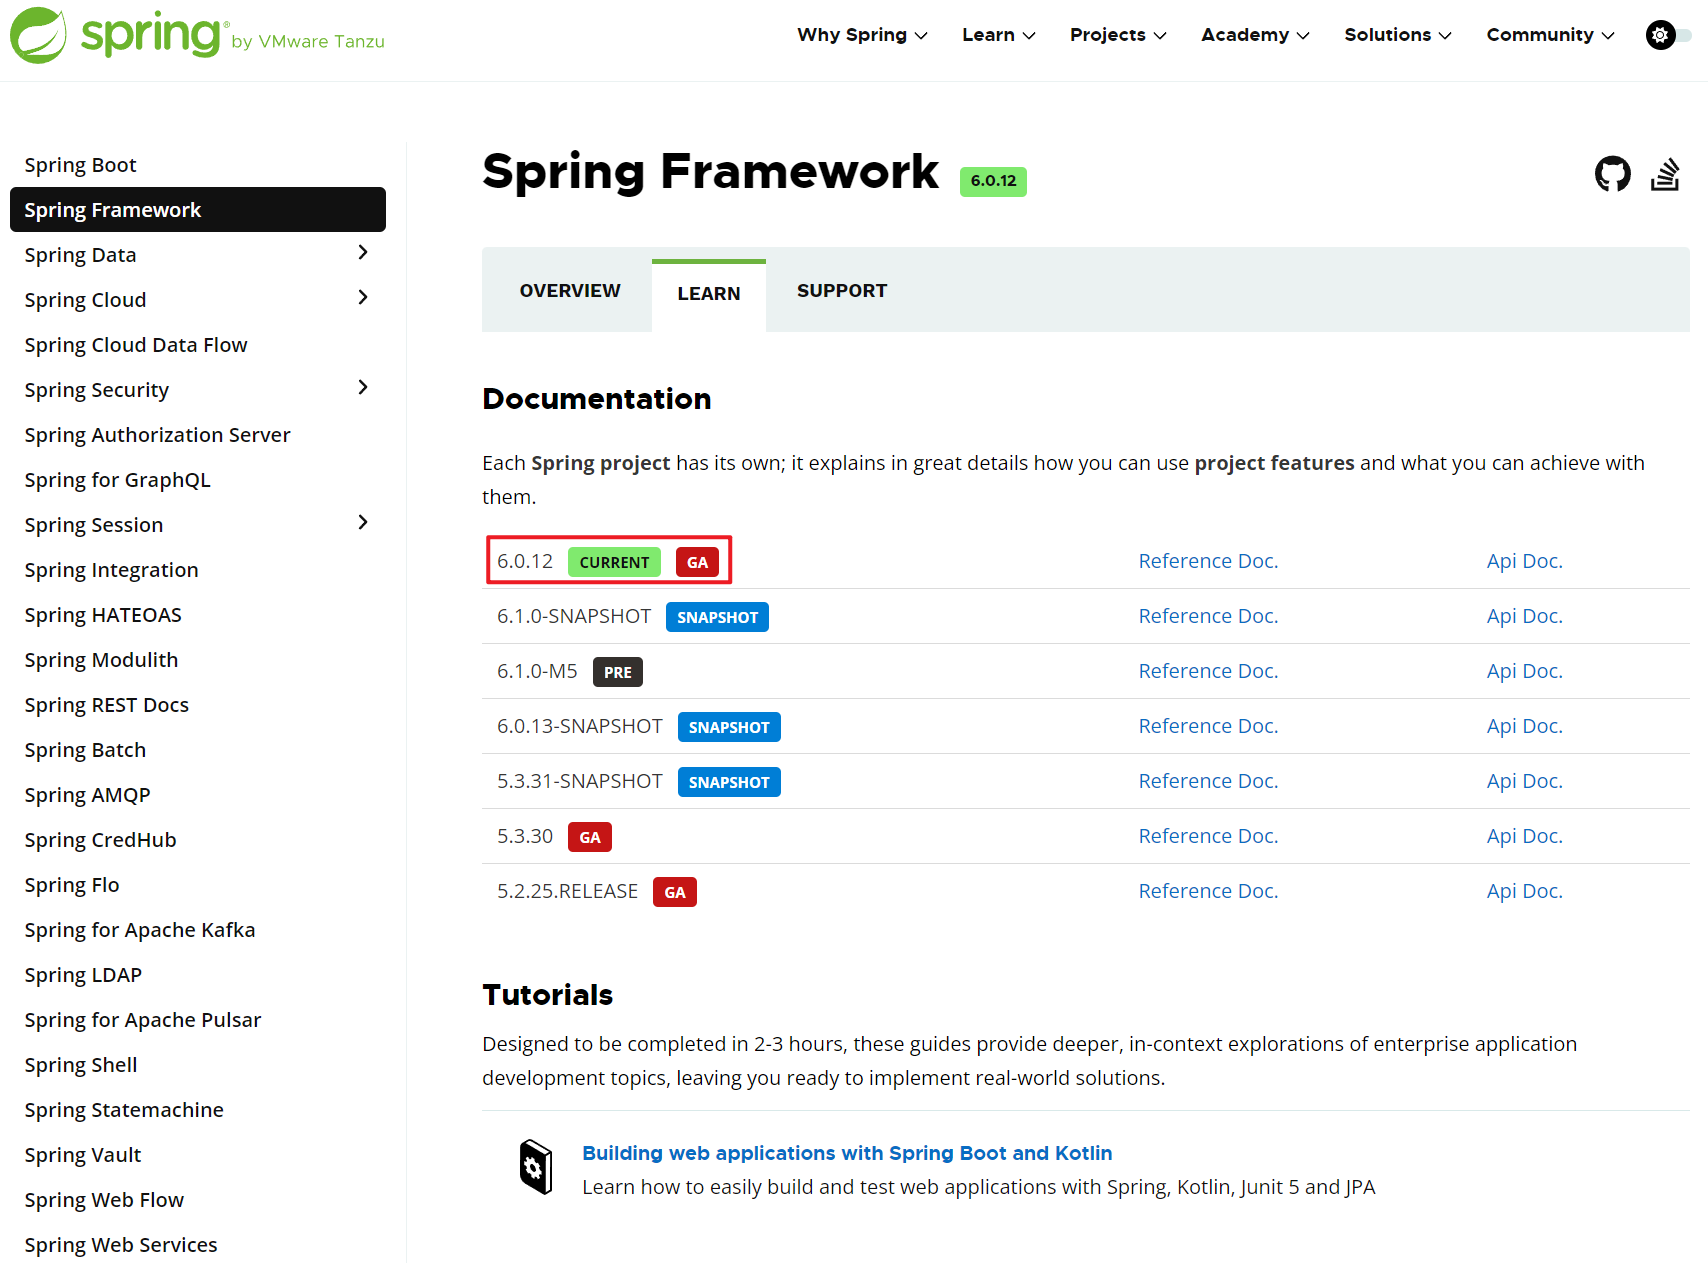 spring® by VMware Tanzu
Why Spring Learn Projects Academy Solutions Community
Spring Boot
Spring Framework
Spring Data
Spring Cloud
Spring Cloud Data Flow
Spring Security
Spring Authorization Server
Spring for GraphQL
Spring Session
Spring Integration
Spring HATEOAS
Spring Modulith
Spring REST Docs
Spring Batch
Spring AMQP
Spring CredHub
Spring Flo
Spring for Apache Kafka
Spring LDAP
Spring for Apache Pulsar
Spring Shell
Spring Statemachine
Spring Vault
Spring Web Flow
Spring Web Services
Spring Framework 6.0.12
OVERVIEW LEARN SUPPORT
Documentation
Each Spring project has its own; it explains in great details how you can use project features and what you can achieve with
them.
6.0.12 CURRENT GA Reference Doc. Api Doc.
6.1.0-SNAPSHOT SNAPSHOT Reference Doc. Api Doc.
6.1.0-M5 PRE Reference Doc. Api Doc.
6.0.13-SNAPSHOT SNAPSHOT Reference Doc. Api Doc.
5.3.31-SNAPSHOT SNAPSHOT Reference Doc. Api Doc.
5.3.30 GA Reference Doc. Api Doc.
5.2.25.RELEASE GA Reference Doc. Api Doc.
Tutorials
Designed to be completed in 2-3 hours, these guides provide deeper, in-context explorations of enterprise application
development topics, leaving you ready to implement real-world solutions.
Building web applications with Spring Boot and Kotlin
Learn how to easily build and test web applications with Spring, Kotlin, Junit 5 and JPA